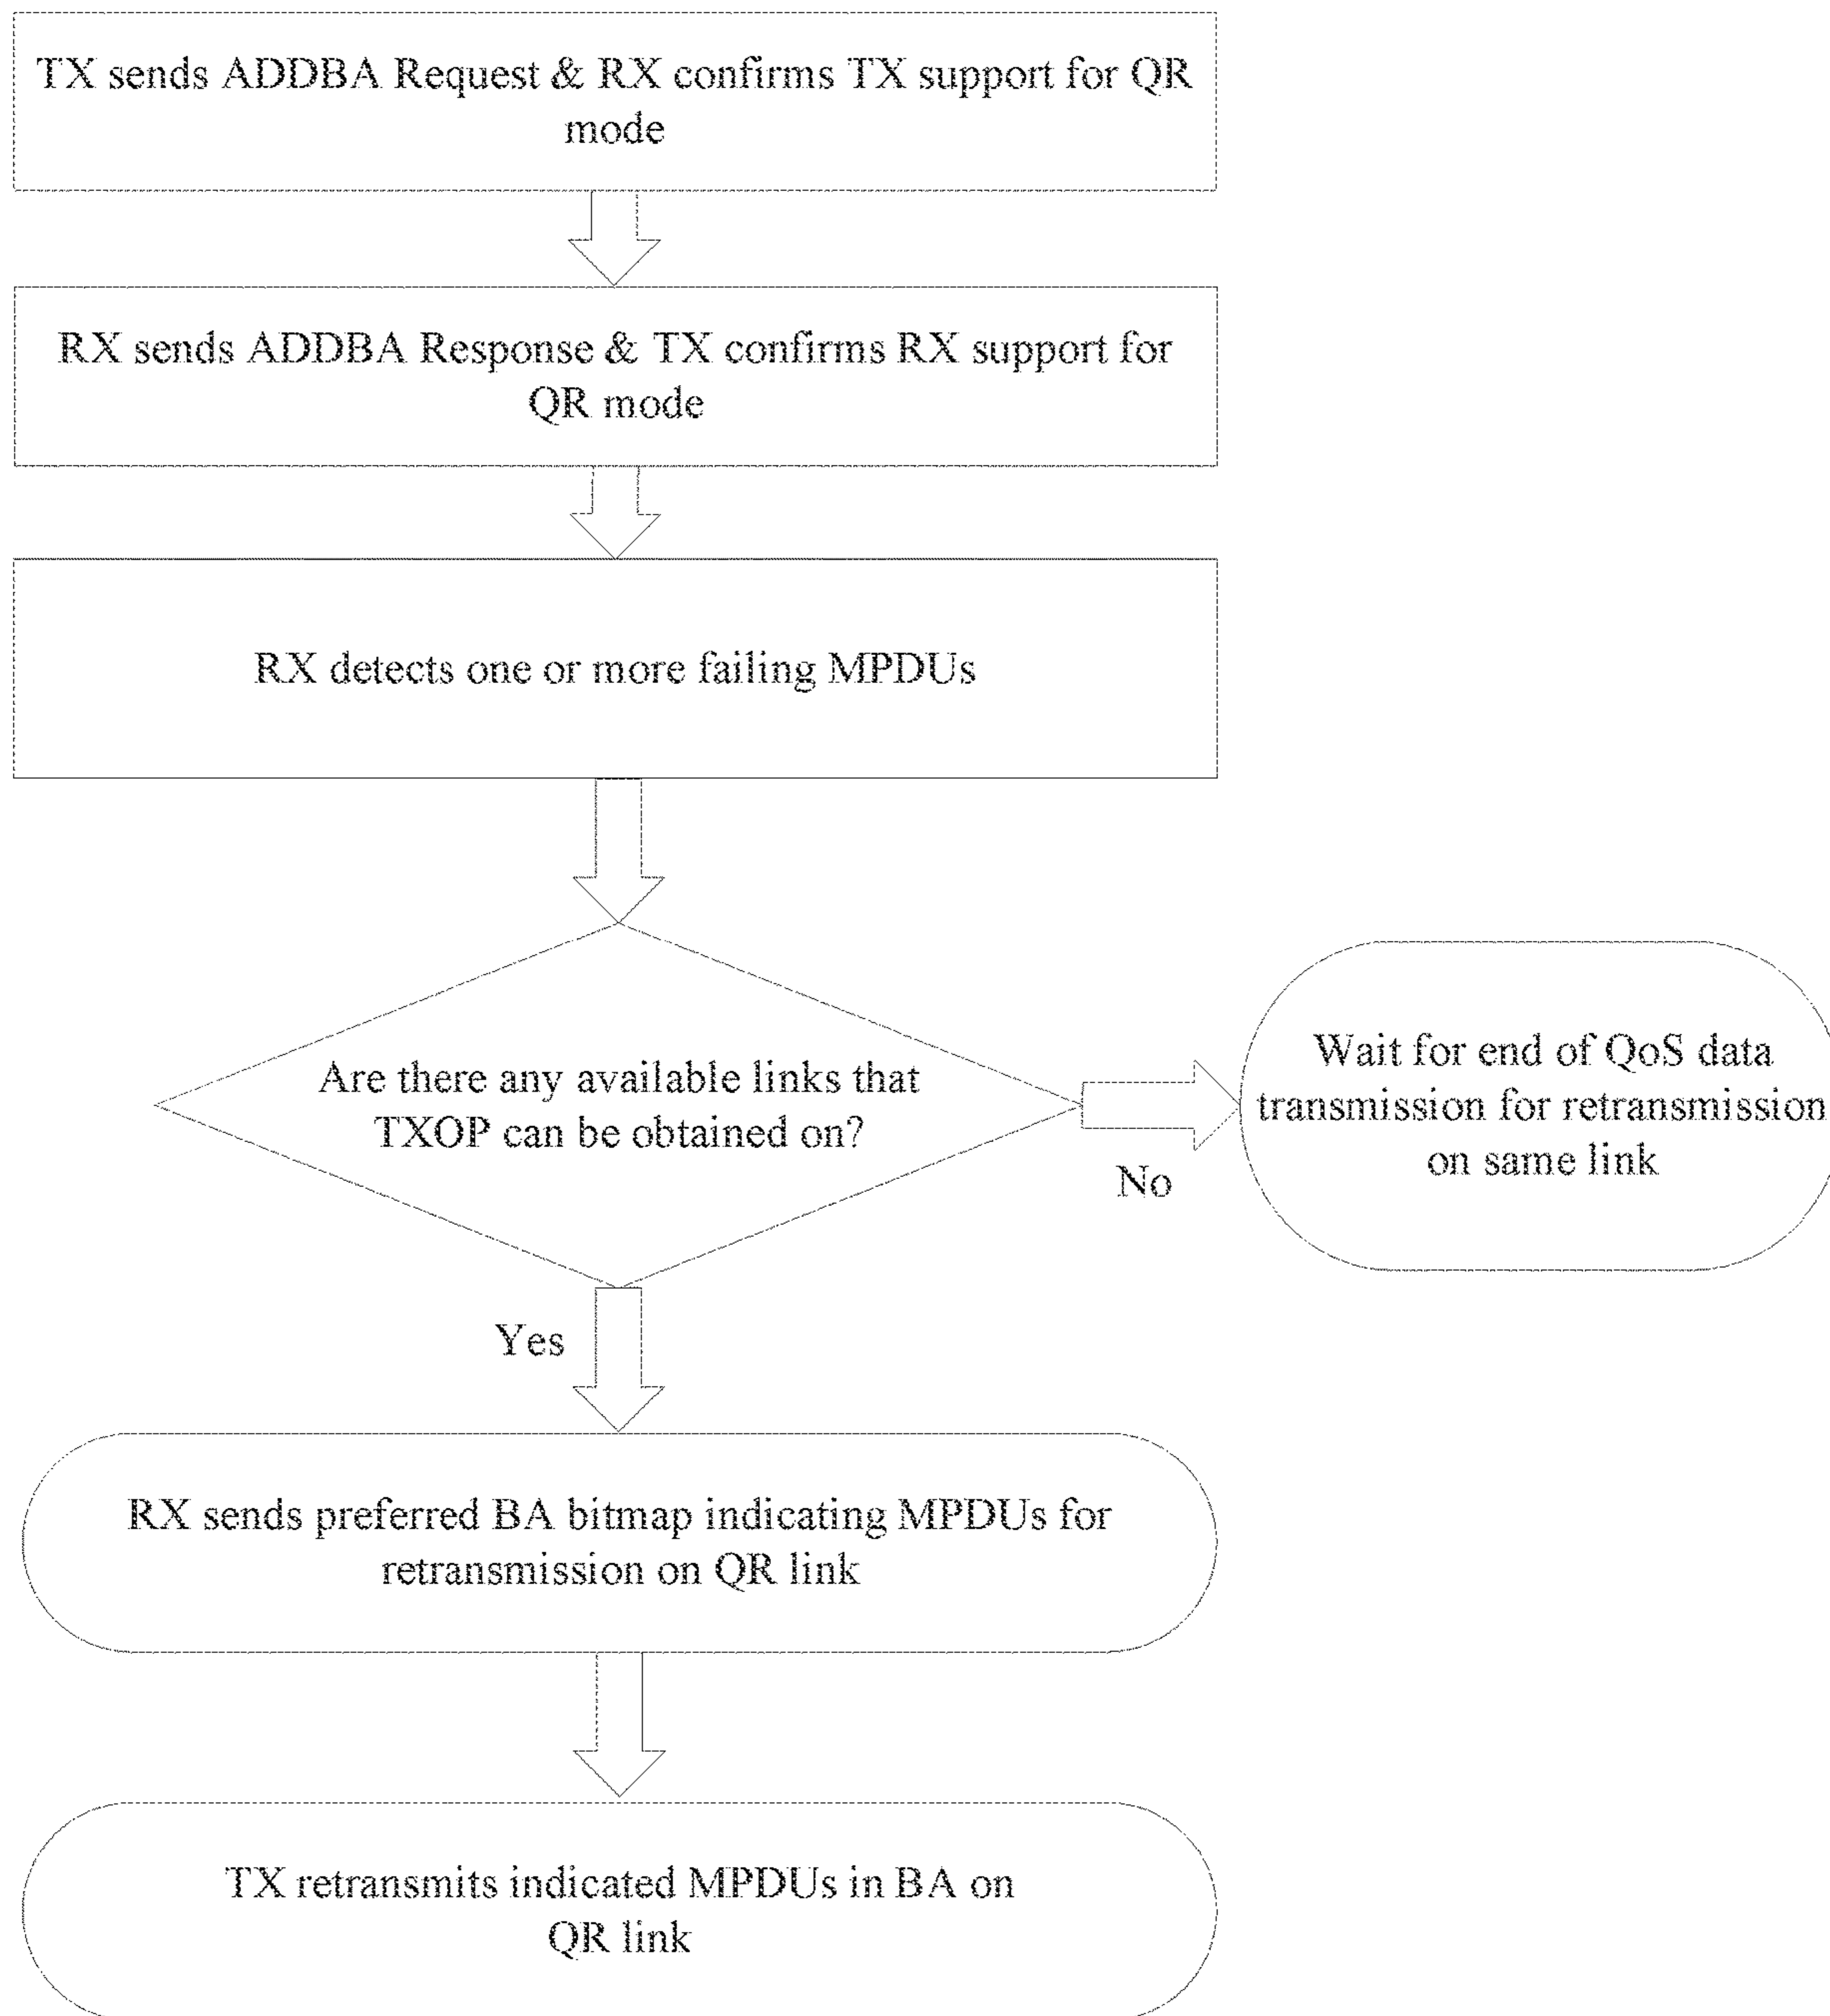 TX sends ADDBA Request & RX confirms TX support for QR
mode
RX sends ADDBA Response & TX confirms RX support for
QR mode
RX detects one or more failing MPDUs
Are there any available links that
TXOP can be obtained on?
No
Wait for end of QoS data
transmission for retransmission
on same link
Yes
RX sends preferred BA bitmap indicating MPDUs for
retransmission on QR link
TX retransmits indicated MPDUs in BA on
QR link